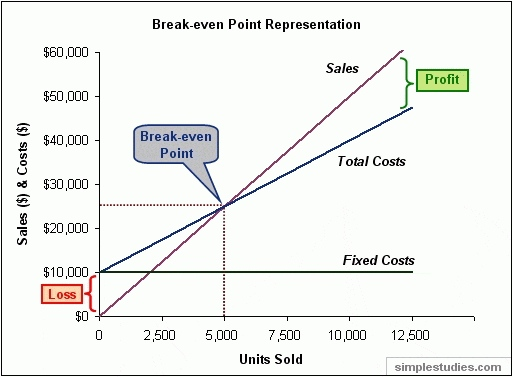 Break-even Point Representation
$60,000
$50,000
$40,000
$30,000
$20,000
$10,000
$0
Sales ($) & Costs ($)
Sales
Profit
Break-even
Point
Total Costs
Fixed Costs
Loss
0
2,500
5,000
7,500
10,000
12,500
Units Sold
simplestudies.com